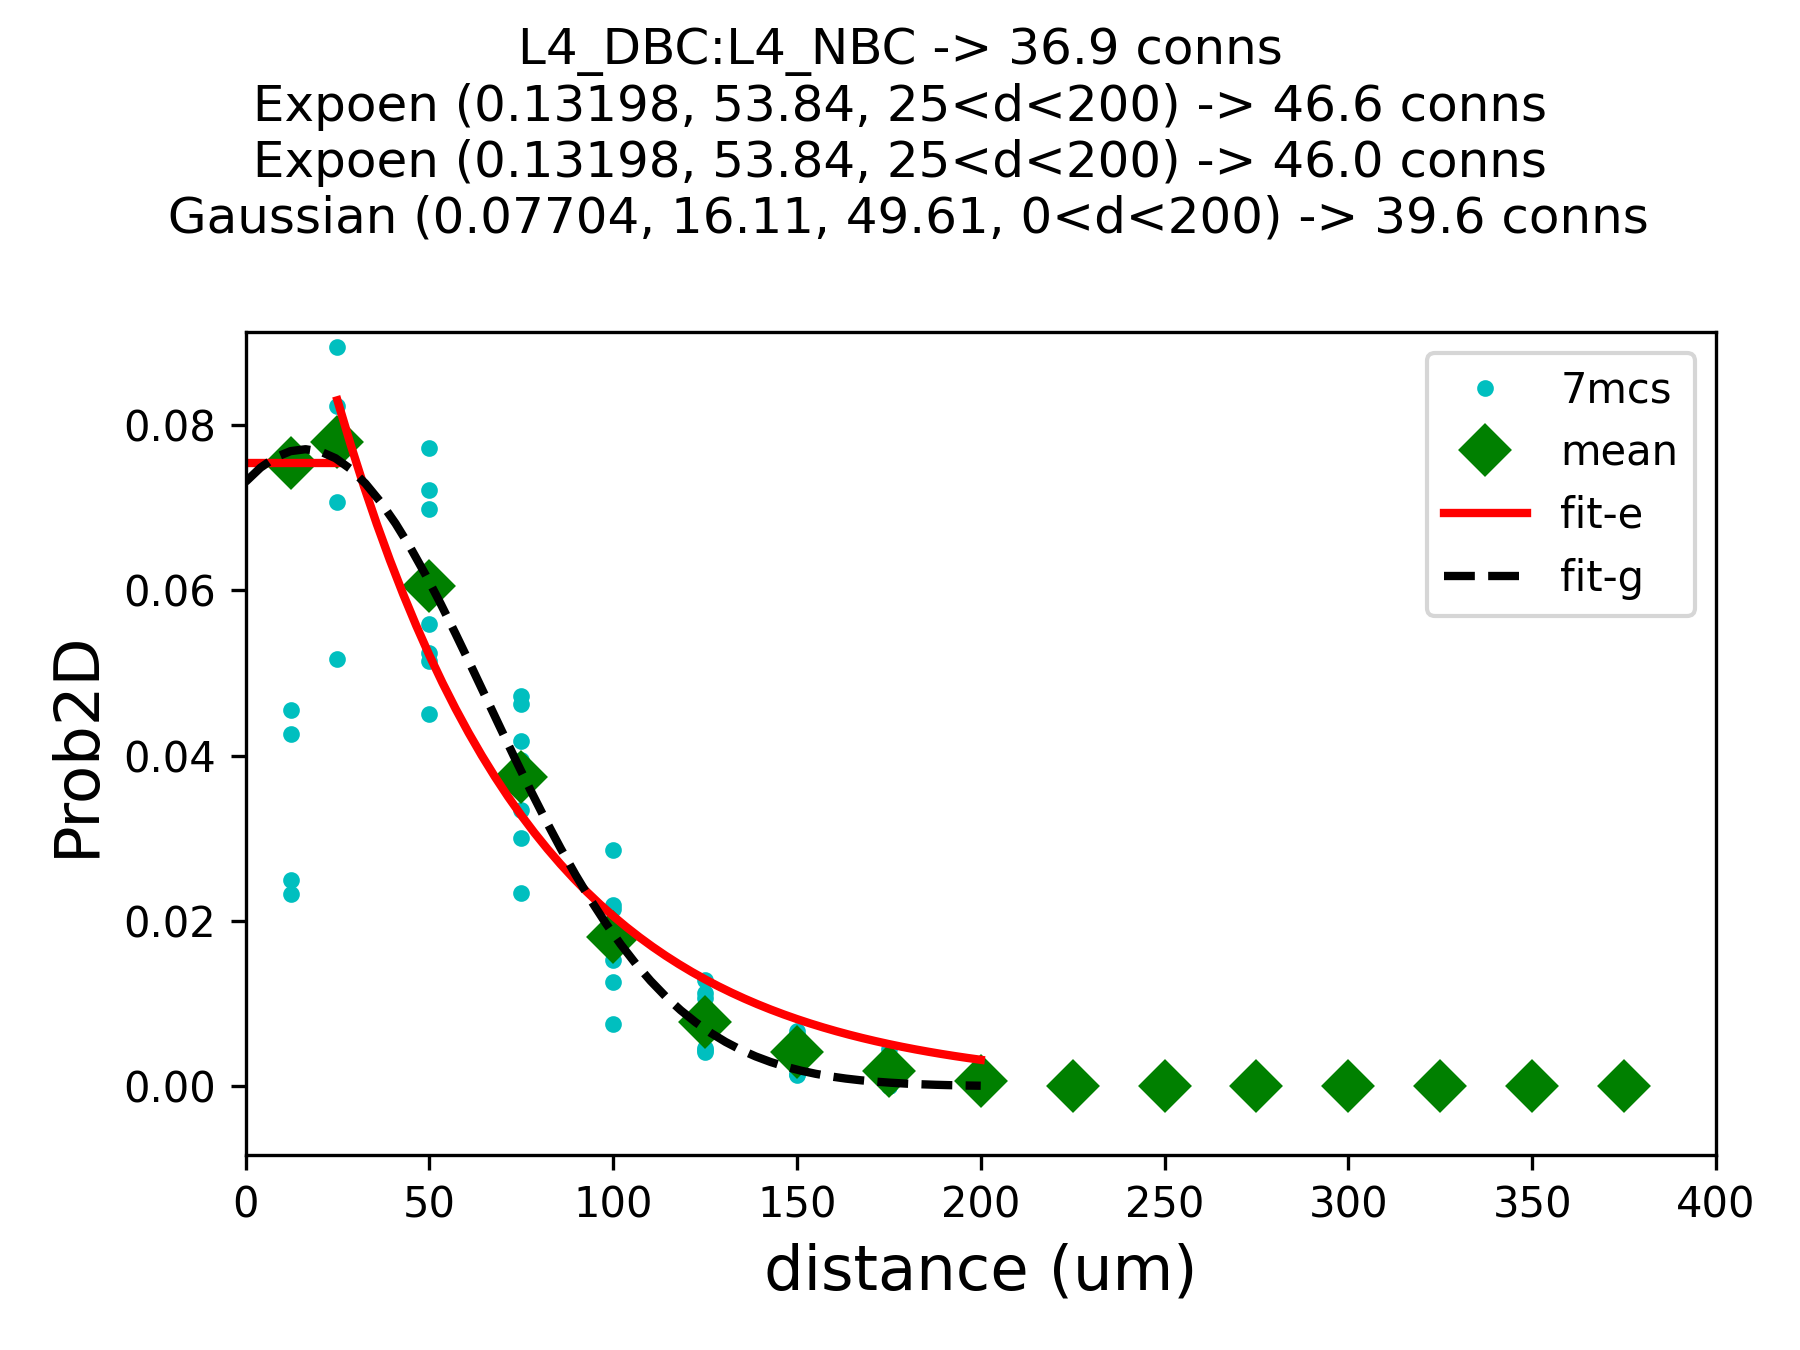 L4_DBC:L4_NBC -> 36.9 conns
Expoen (0.13198, 53.84, 25<d<200) -> 46.6 conns
Expoen (0.13198, 53.84, 25<d<200) -> 46.0 conns
Gaussian (0.07704, 16.11, 49.61, 0<d<200) -> 39.6 conns
7mcs
mean
fit-e
fit-g
Prob2D
0.08
0.06
0.04
0.02
0.00
0 50 100 150 200 250 300 350 400
distance (um)